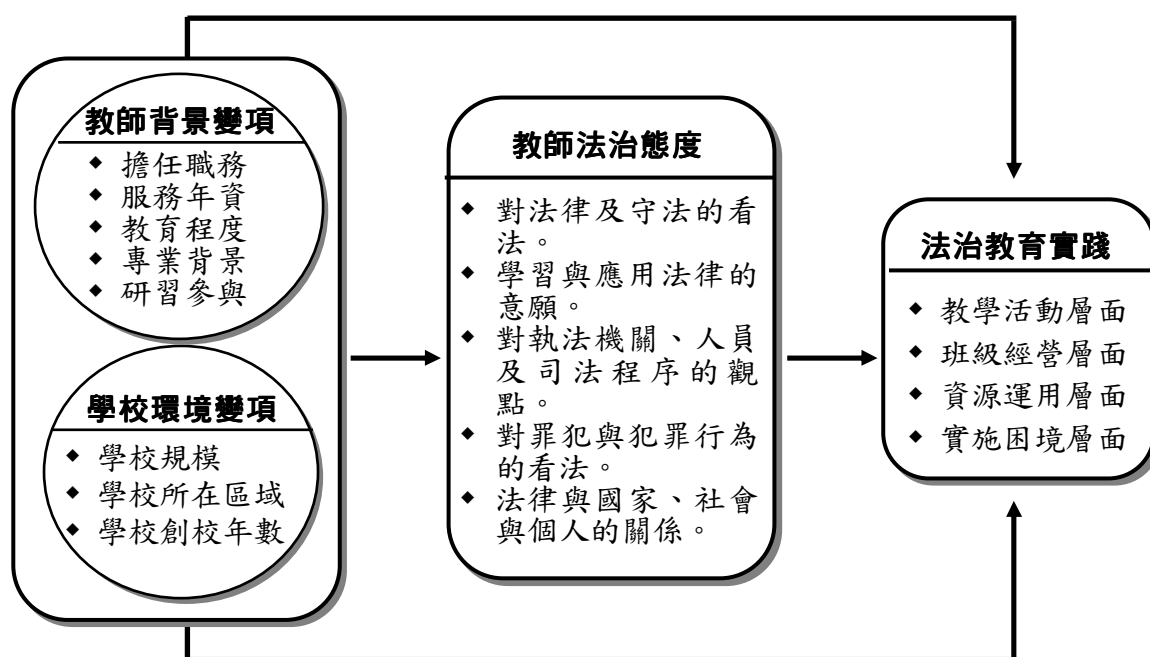 教師背景變項
◆ 擔任職務
◆ 服務年資
◆ 教育程度
◆ 專業背景
◆ 研習參與
學校環境變項
◆ 學校規模
◆ 學校所在區域
◆ 學校創校年數
教師法治態度
◆ 對法律及守法的看
法。
◆ 學習與應用法律的
意願。
◆ 對執法機關、人員
及司法程序的觀
點。
◆ 對罪犯與犯罪行為
的看法。
◆ 法律與國家、社會
與個人的關係。
法治教育實踐
◆ 教學活動層面
◆ 班級經營層面
◆ 資源運用層面
◆ 實施困境層面